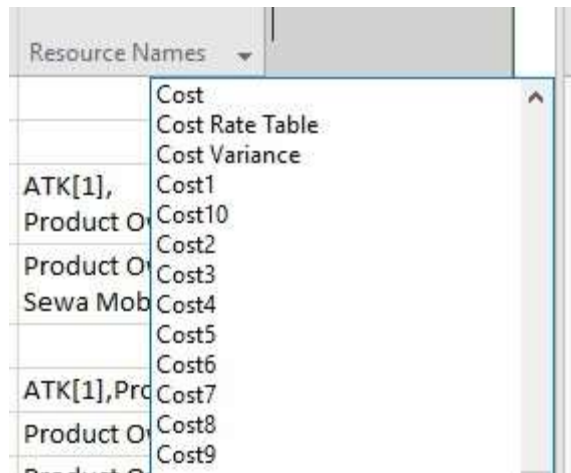 Resource Names
Cost
Cost Rate Table
Cost Variance
Cost1
Cost10
Cost2
Cost3
Cost4
Cost5
Cost6
Cost7
Cost8
Cost9
ATK[1],
Product O
Product O
Sewa Mob
ATK[1],Pro
Product O